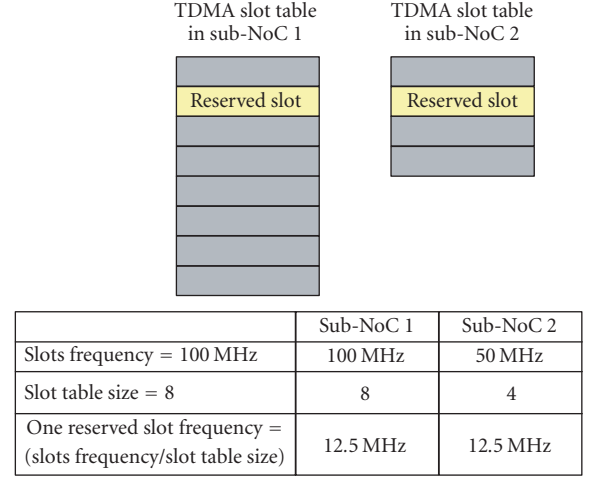 TDMA slot table
in sub-NoC 1
TDMA slot table
in sub-NoC 2
Reserved slot
Reserved slot
Sub-NoC 1 Sub-NoC 2
Slots frequency = 100 MHz 100 MHz 50 MHz
Slot table size = 8 8 4
One reserved slot frequency =
(slots frequency/slot table size) 12.5 MHz 12.5 MHz